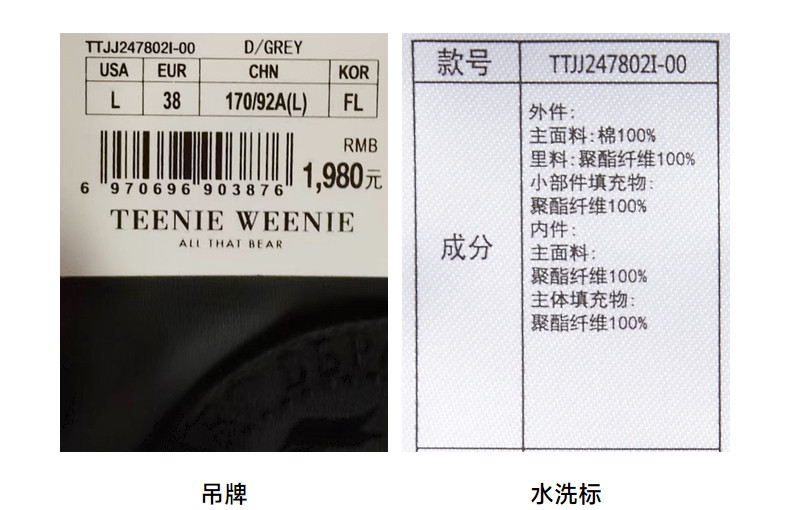 TTJJ247802I-00 D/GREY
USA EUR CHN KOR
L 38 170/92A(L) FL
RMB
1,980元
6 970696 903876
TEENIE WEENIE
ALL THAT BEAR
吊牌
款号 TTJJ247802I-00
成分
外件:
主面料:棉100%
里料:聚酯纤维100%
小部件填充物:
聚酯纤维100%
内件:
主面料:
聚酯纤维100%
主体填充物:
聚酯纤维100%
水洗标